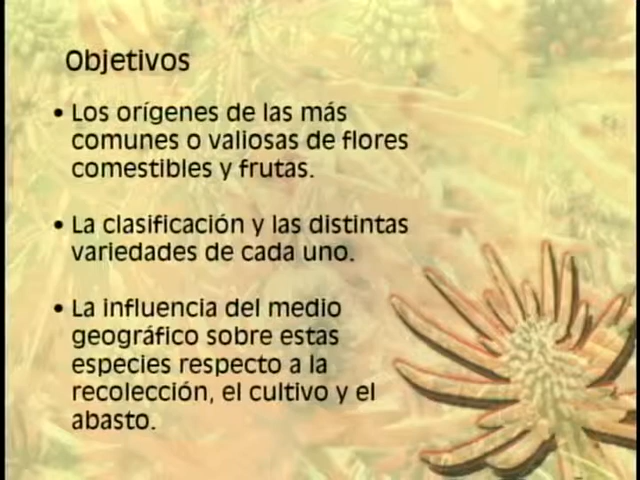 Objetivos
• Los orígenes de las más
comunes o valiosas de flores
comestibles y frutas.
• La clasificación y las distintas
variedades de cada uno.
• La influencia del medio
geográfico sobre estas
especies respecto a la
recolección, el cultivo y el
abasto.